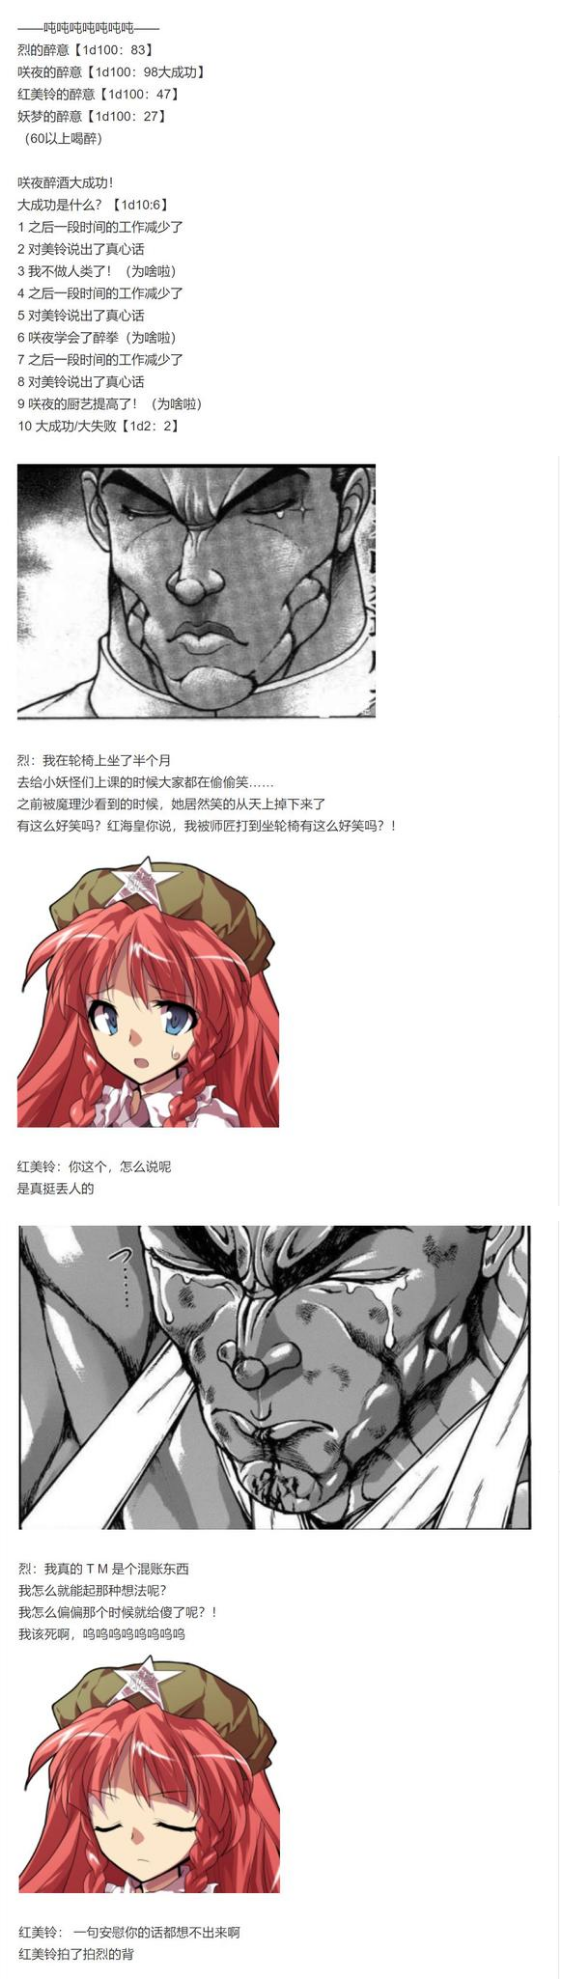 ——吨吨吨吨吨吨吨——
烈的醉意【1d100：83】
咲夜的醉意【1d100：98大成功】
红美铃的醉意【1d100：47】
妖梦的醉意【1d100：27】
（60以上喝醉）
咲夜醉酒大成功！
大成功是什么？【1d10:6】
1 之后一段时间的工作减少了
2 对美铃说出了真心话
3 我不做人类了！（为啥啦）
4 之后一段时间的工作减少了
5 对美铃说出了真心话
6 咲夜学会了醉拳（为啥啦）
7 之后一段时间的工作减少了
8 对美铃说出了真心话
9 咲夜的厨艺提高了！（为啥啦）
10 大成功/大失败【1d2：2】
烈：我在轮椅上坐了半个月
去给小妖怪们上课的时候大家都在偷偷笑……
之前被魔理沙看到的时候，她居然笑的从天上掉下来了
有这么好笑吗？红海皇你说，我被师匠打到坐轮椅有这么好笑吗？！
红美铃：你这个，怎么说呢
是真挺丢人的
烈：我真的 T M 是个混账东西
我怎么就能起那种想法呢？
我怎么偏偏那个时候就给傻了呢？！
我该死啊，呜呜呜呜呜呜呜呜
红美铃： 一句安慰你的话都想不出来啊
红美铃拍了拍烈的背